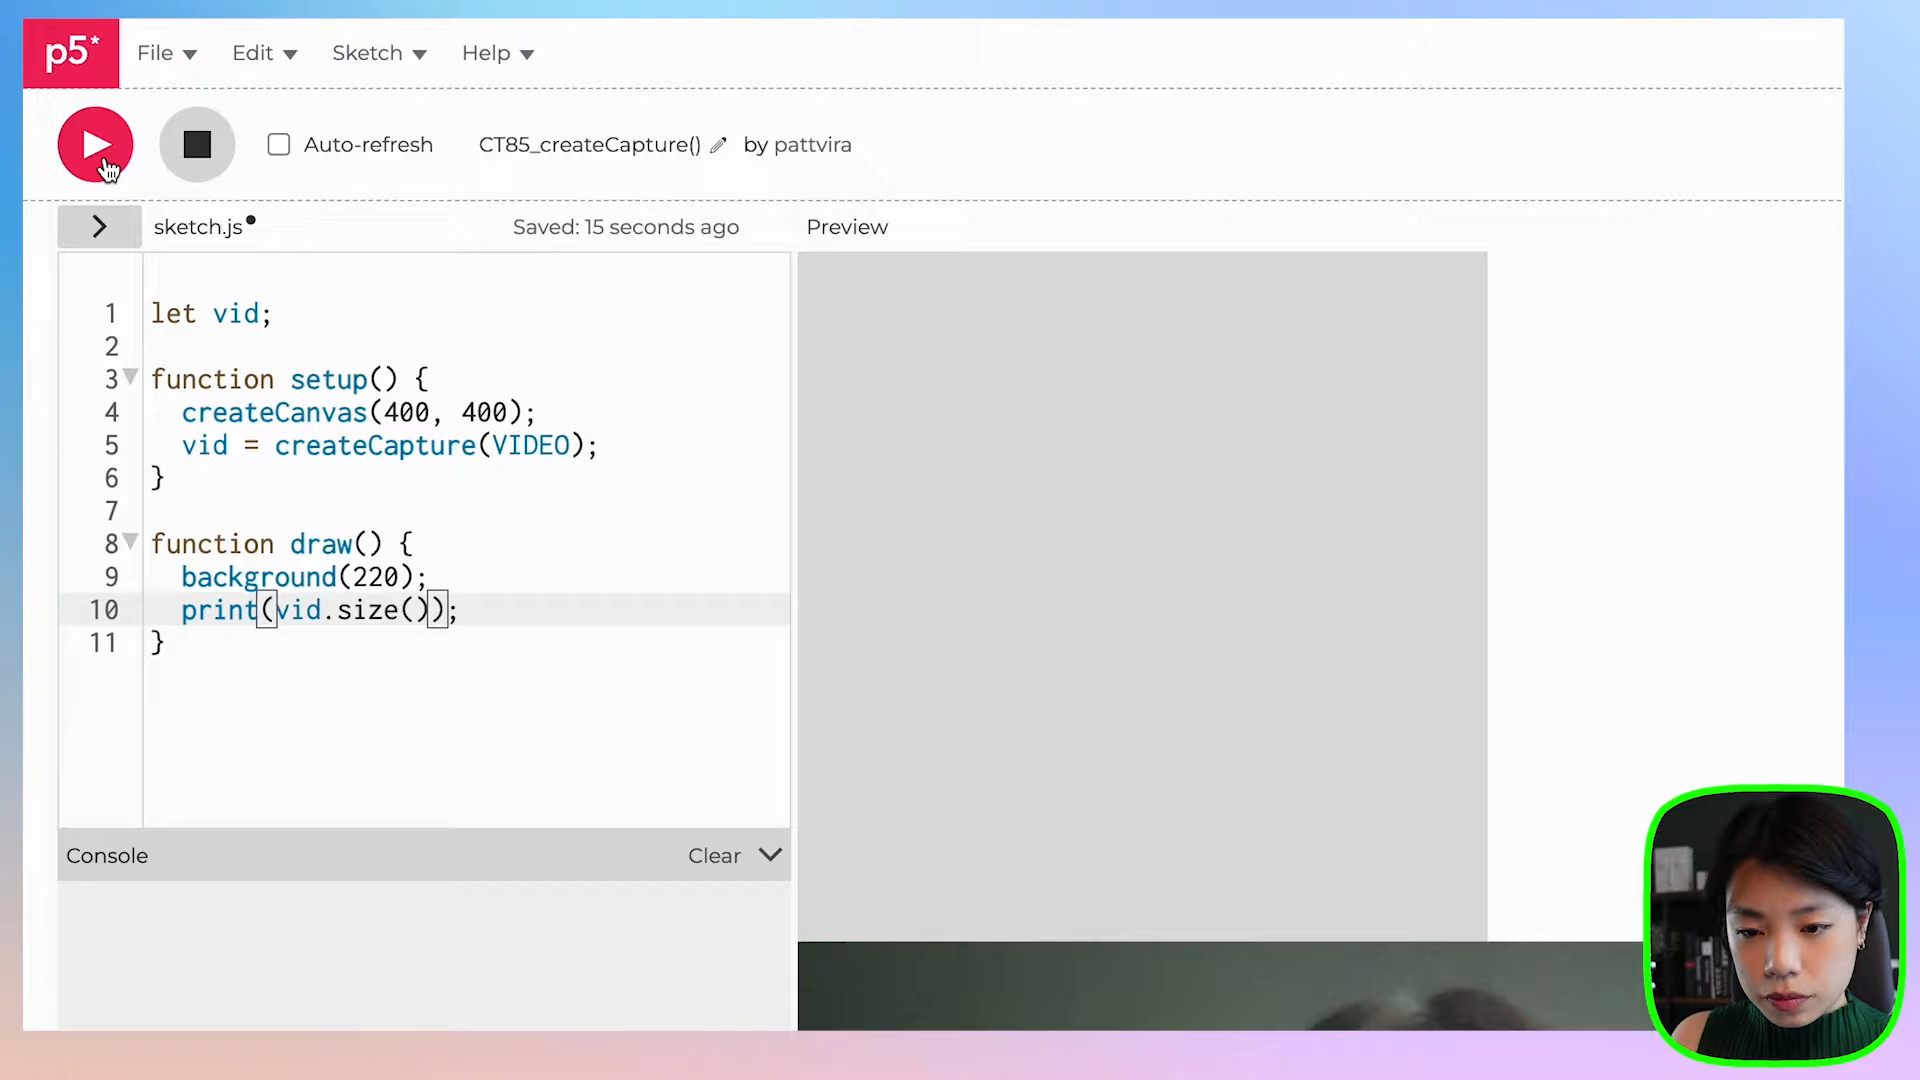 p5* File Edit Sketch Help
Auto-refresh CT85_createCapture() by pattvira
sketch.js Saved: 15 seconds ago Preview
1 let vid;
2
3 function setup() {
4 createCanvas(400, 400);
5 vid = createCapture(VIDEO);
6 }
7
8 function draw() {
9 background(220);
10 print(vid.size());
11 }
Console Clear